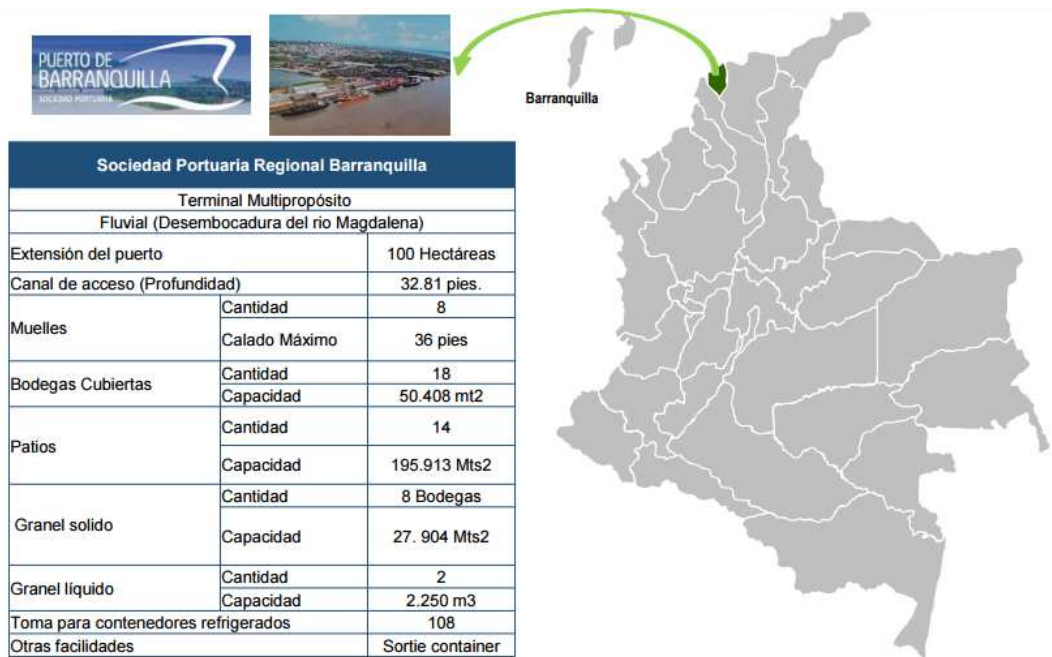 PUERTO DE
BARRANQUILLA
SOCIEDAD PORTUARIA
Barranquilla
Sociedad Portuaria Regional Barranquilla
Terminal Multipropósito
Fluvial (Desembocadura del rio Magdalena)
Extensión del puerto 100 Hectáreas
Canal de acceso (Profundidad) 32.81 pies.
Muelles
Cantidad 8
Calado Máximo 36 pies
Bodegas Cubiertas
Cantidad 18
Capacidad 50.408 mt2
Patios
Cantidad 14
Capacidad 195.913 Mts2
Granel solido
Cantidad 8 Bodegas
Capacidad 27. 904 Mts2
Granel líquido
Cantidad 2
Capacidad 2.250 m3
Toma para contenedores refrigerados 108
Otras facilidades Sortie container